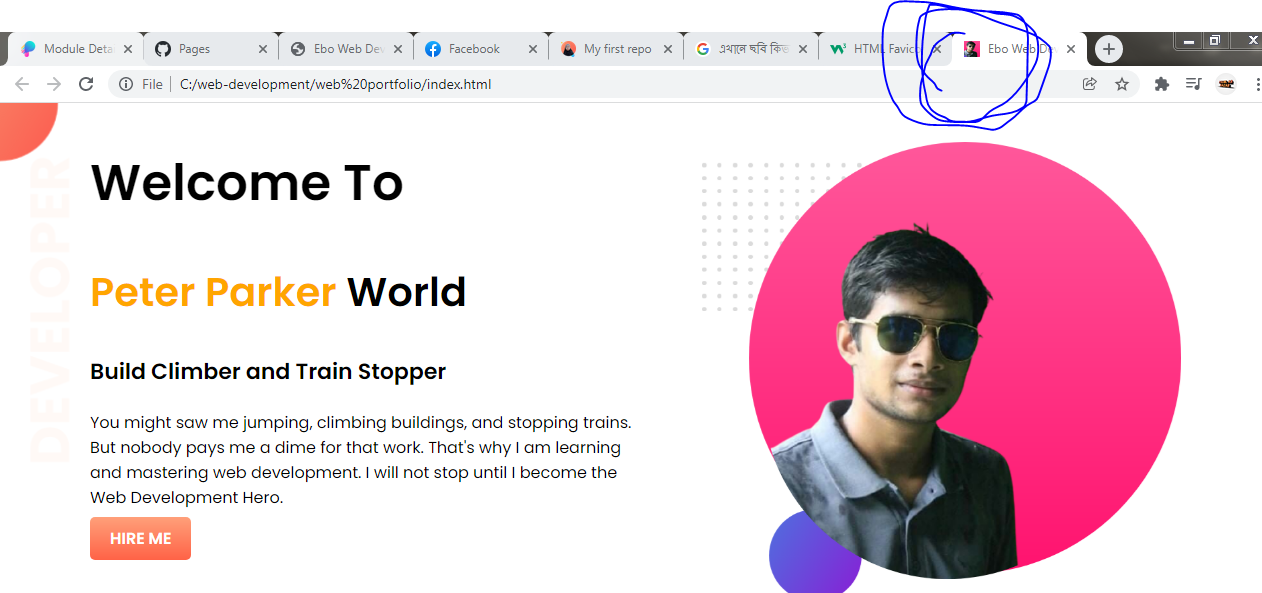 Module Deta
Pages
Ebo Web De
Facebook
My first repo
G
এখানে ছবি কিভ
W3
HTML Favic
Ebo Web De
File
C:/web-development/web%20portfolio/index.html
DEVELOPER
Welcome To
Peter Parker World
Build Climber and Train Stopper
You might saw me jumping, climbing buildings, and stopping trains.
But nobody pays me a dime for that work. That's why I am learning
and mastering web development. I will not stop until I become the
Web Development Hero.
HIRE ME